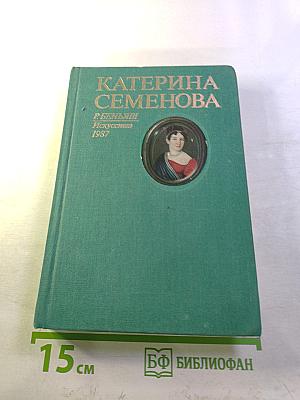 КАТЕРИНА
СЕМЕНОВА
Р. БЕНЬЯШ
Искусство
1987
15 см
БФ БИБЛИОФАН